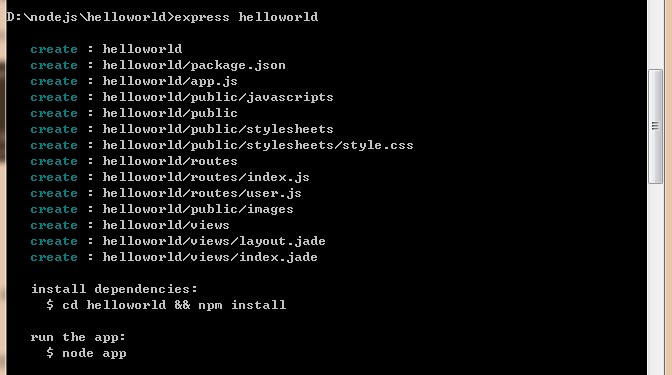 D:\nodejs\helloworld>express helloworld
create : helloworld
create : helloworld/package.json
create : helloworld/app.js
create : helloworld/public/javascripts
create : helloworld/public
create : helloworld/public/stylesheets
create : helloworld/public/stylesheets/style.css
create : helloworld/routes
create : helloworld/routes/index.js
create : helloworld/routes/user.js
create : helloworld/public/images
create : helloworld/views
create : helloworld/views/layout.jade
create : helloworld/views/index.jade
install dependencies:
$ cd helloworld && npm install
run the app:
$ node app